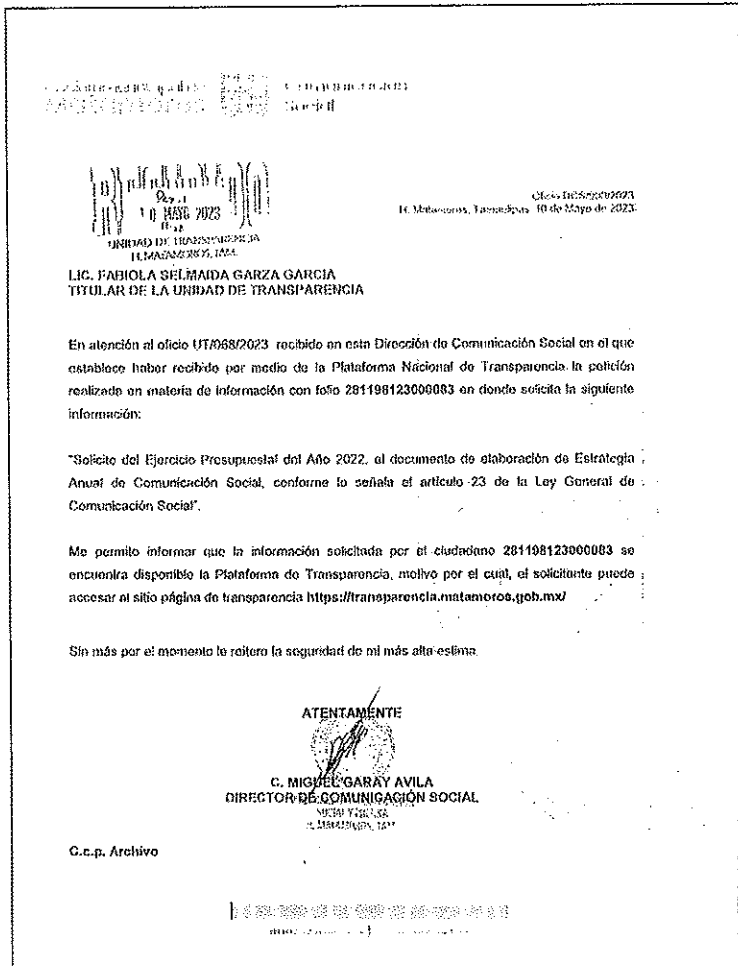 Matamoros
Comunicación
Social
10 MAYO 2023
UNIDAD DE TRANSPARENCIA
H. MATAMOROS, TAM.
H. Matamoros, Tamaulipas, 10 de Mayo de 2023
LIC. FABIOLA SELMAIDA GARZA GARCIA
TITULAR DE LA UNIDAD DE TRANSPARENCIA
En atención al oficio UT/068/2023 recibido en esta Dirección de Comunicación Social en el que
establece haber recibido por medio de la Plataforma Nacional de Transparencia la petición
realizada en materia de información con folio 281198123000083 en donde solicita la siguiente
información:
"Solicito del Ejercicio Presupuestal del Año 2022, el documento de elaboración de Estrategia
Anual de Comunicación Social, conforme lo señala el artículo 23 de la Ley General de
Comunicación Social".
Me permito informar que la información solicitada por el ciudadano 281198123000083 se
encuentra disponible la Plataforma de Transparencia, motivo por el cual, el solicitante puede
accesar al sitio página de transparencia https://transparencia.matamoros.gob.mx/
Sin más por el momento le reitero la seguridad de mi más alta estima.
ATENTAMENTE
C. MIGUEL GARAY AVILA
DIRECTOR DE COMUNICACIÓN SOCIAL
C.c.p. Archivo